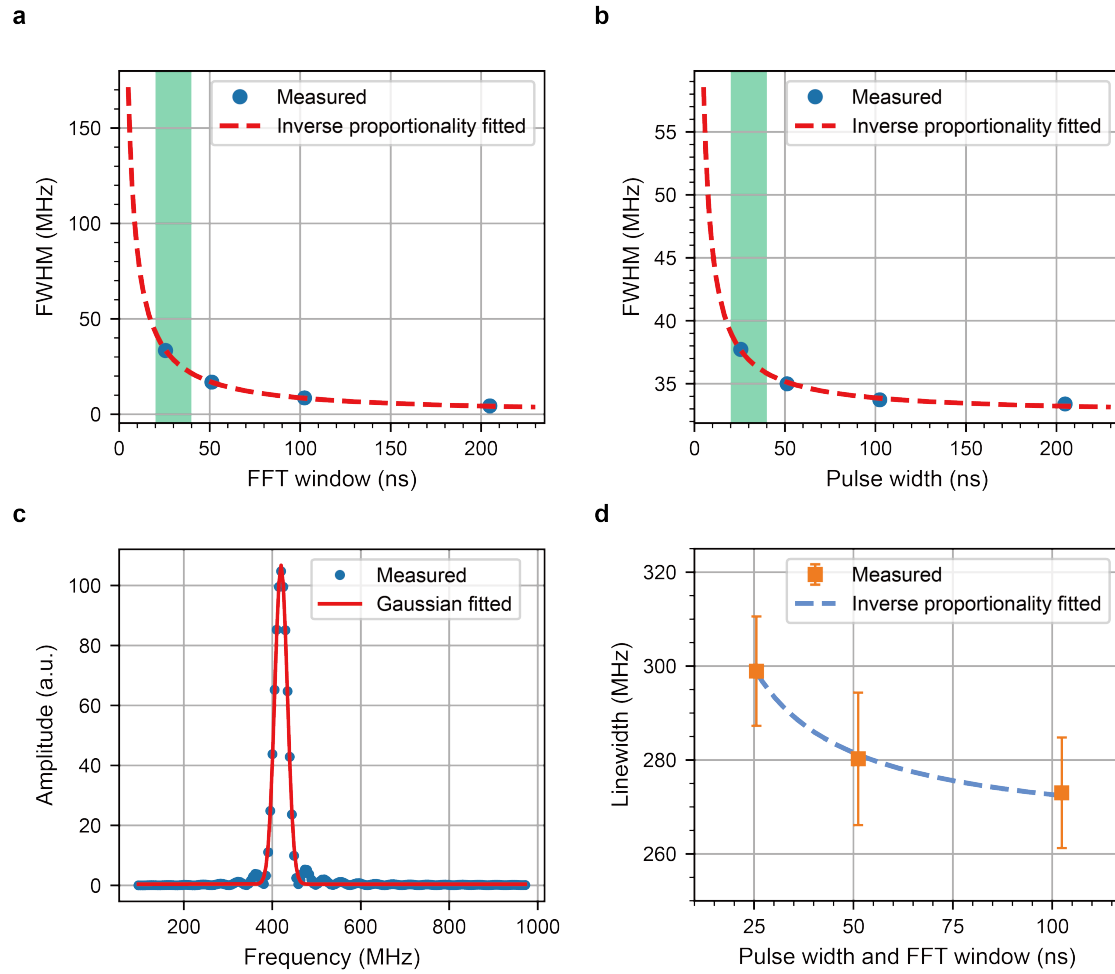 a
Measured
Inverse proportionality fitted
FWHM (MHz)
150
100
50
0
0 50 100 150 200
FFT window (ns)
b
Measured
Inverse proportionality fitted
FWHM (MHz)
55
50
45
40
35
0 50 100 150 200
Pulse width (ns)
c
Measured
Gaussian fitted
Amplitude (a.u.)
100
80
60
40
20
0
200 400 600 800 1000
Frequency (MHz)
d
Measured
Inverse proportionality fitted
Linewidth (MHz)
320
300
280
260
25 50 75 100
Pulse width and FFT window (ns)